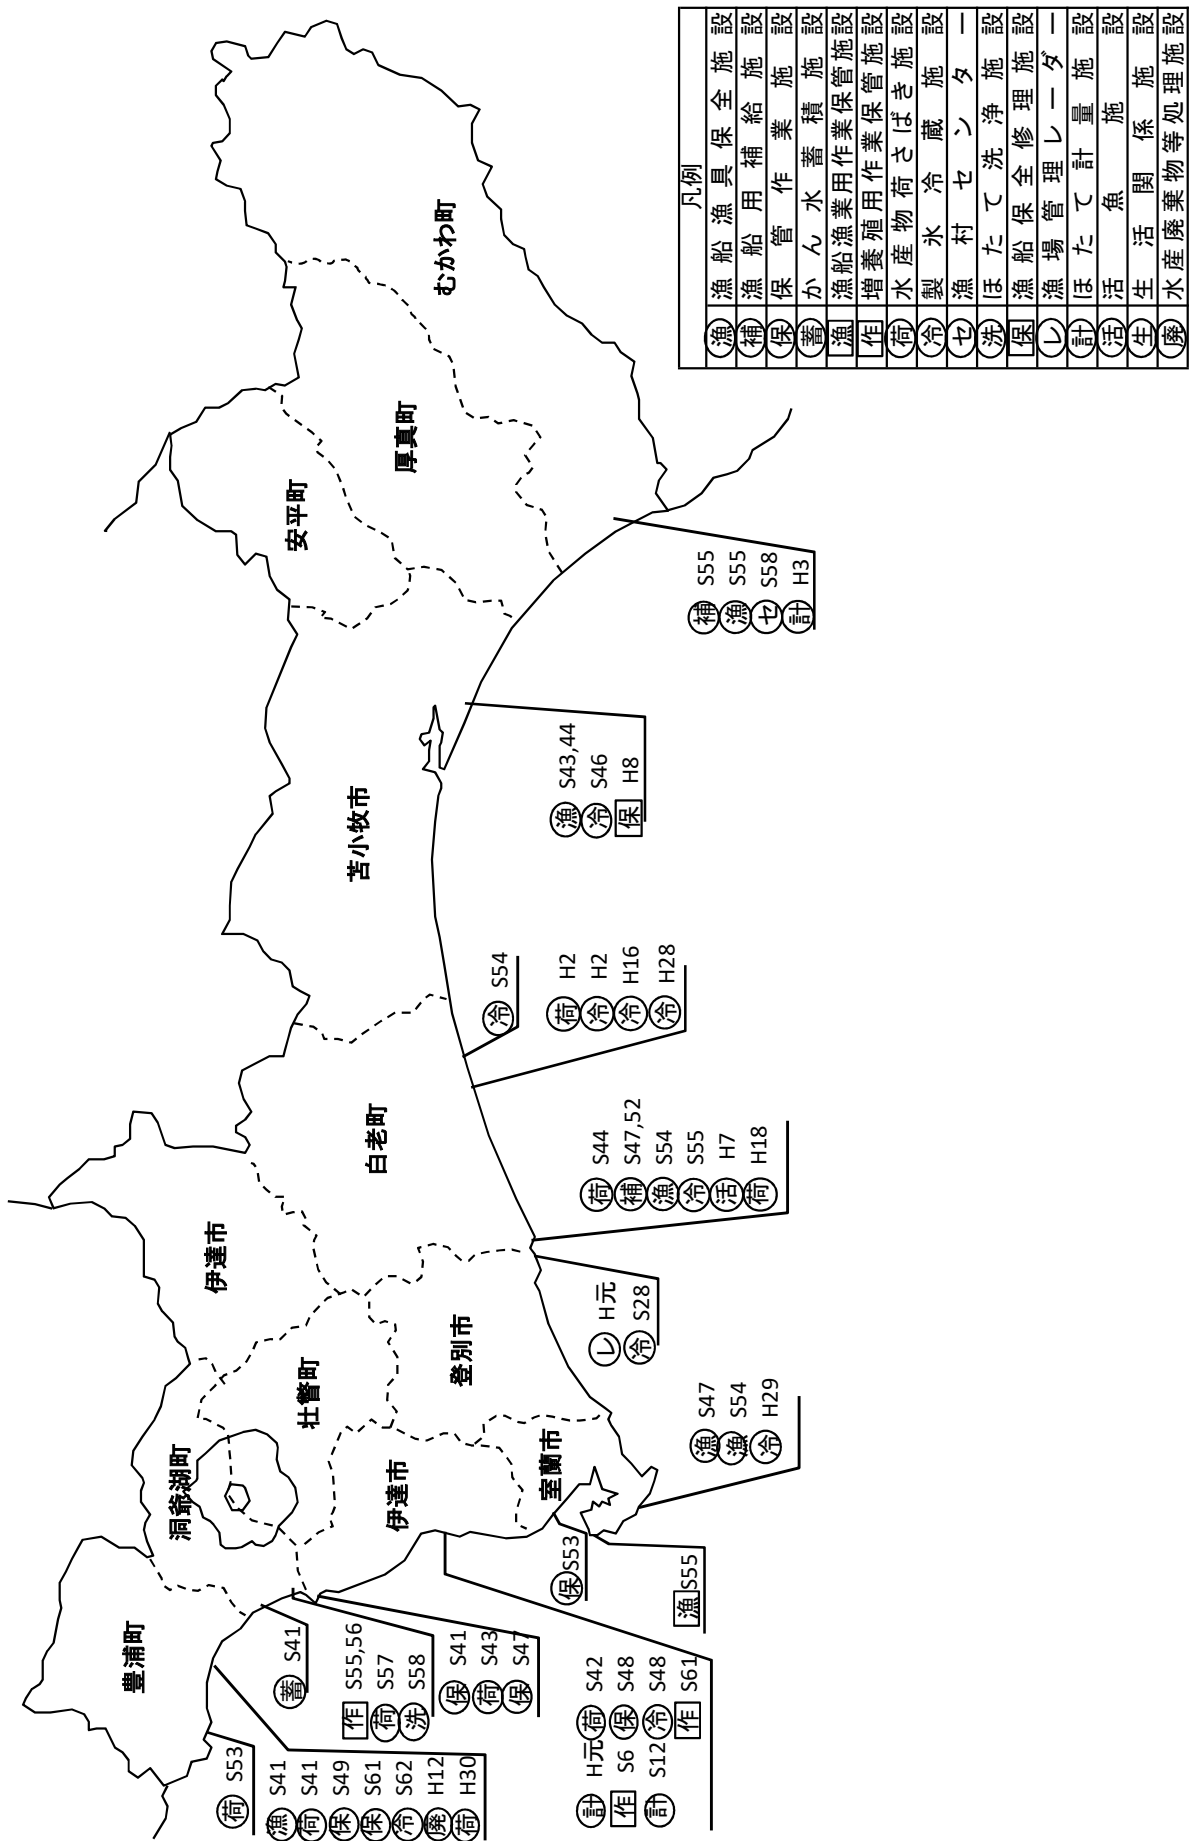 豊浦町
洞爺湖町
伊達市
壮瞥町
伊達市
室蘭市
登別市
白老町
苫小牧市
安平町
厚真町
むかわ町
荷 S53
漁 S41
荷 S41
保 S49
保 S61
冷 S62
廃 H12
荷 H30
蓄 S41
作 S55,56
荷 S57
洗 S58
保 S41
荷 S43
保 S47
計 H元 荷 S42
作 S6 保 S48
計 S12 冷 S48
作 S61
保 S53
漁 S55
漁 S47
漁 S54
冷 H29
レ H元
冷 S28
荷 S44
補 S47,52
漁 S54
冷 S55
活 H7
荷 H18
冷 S54
荷 H2
冷 H2
冷 H16
冷 H28
漁 S43,44
冷 S46
保 H8
補 S55
漁 S55
セ S58
計 H3
凡例
漁 漁船漁具保全施設
補 漁船用補給施設
保 保管作業施設
蓄 かん水蓄積施設
漁 漁船漁業用作業保管施設
作 増養殖用作業保管施設
荷 水産物荷さばき施設
冷 製氷冷蔵施設
セ 漁村センター
洗 ほたて洗浄施設
保 漁船保全修理施設
レ 漁場管理レーダー
計 ほたて計量施設
活 活魚施設
生 生活関係施設
廃 水産廃棄物等処理施設